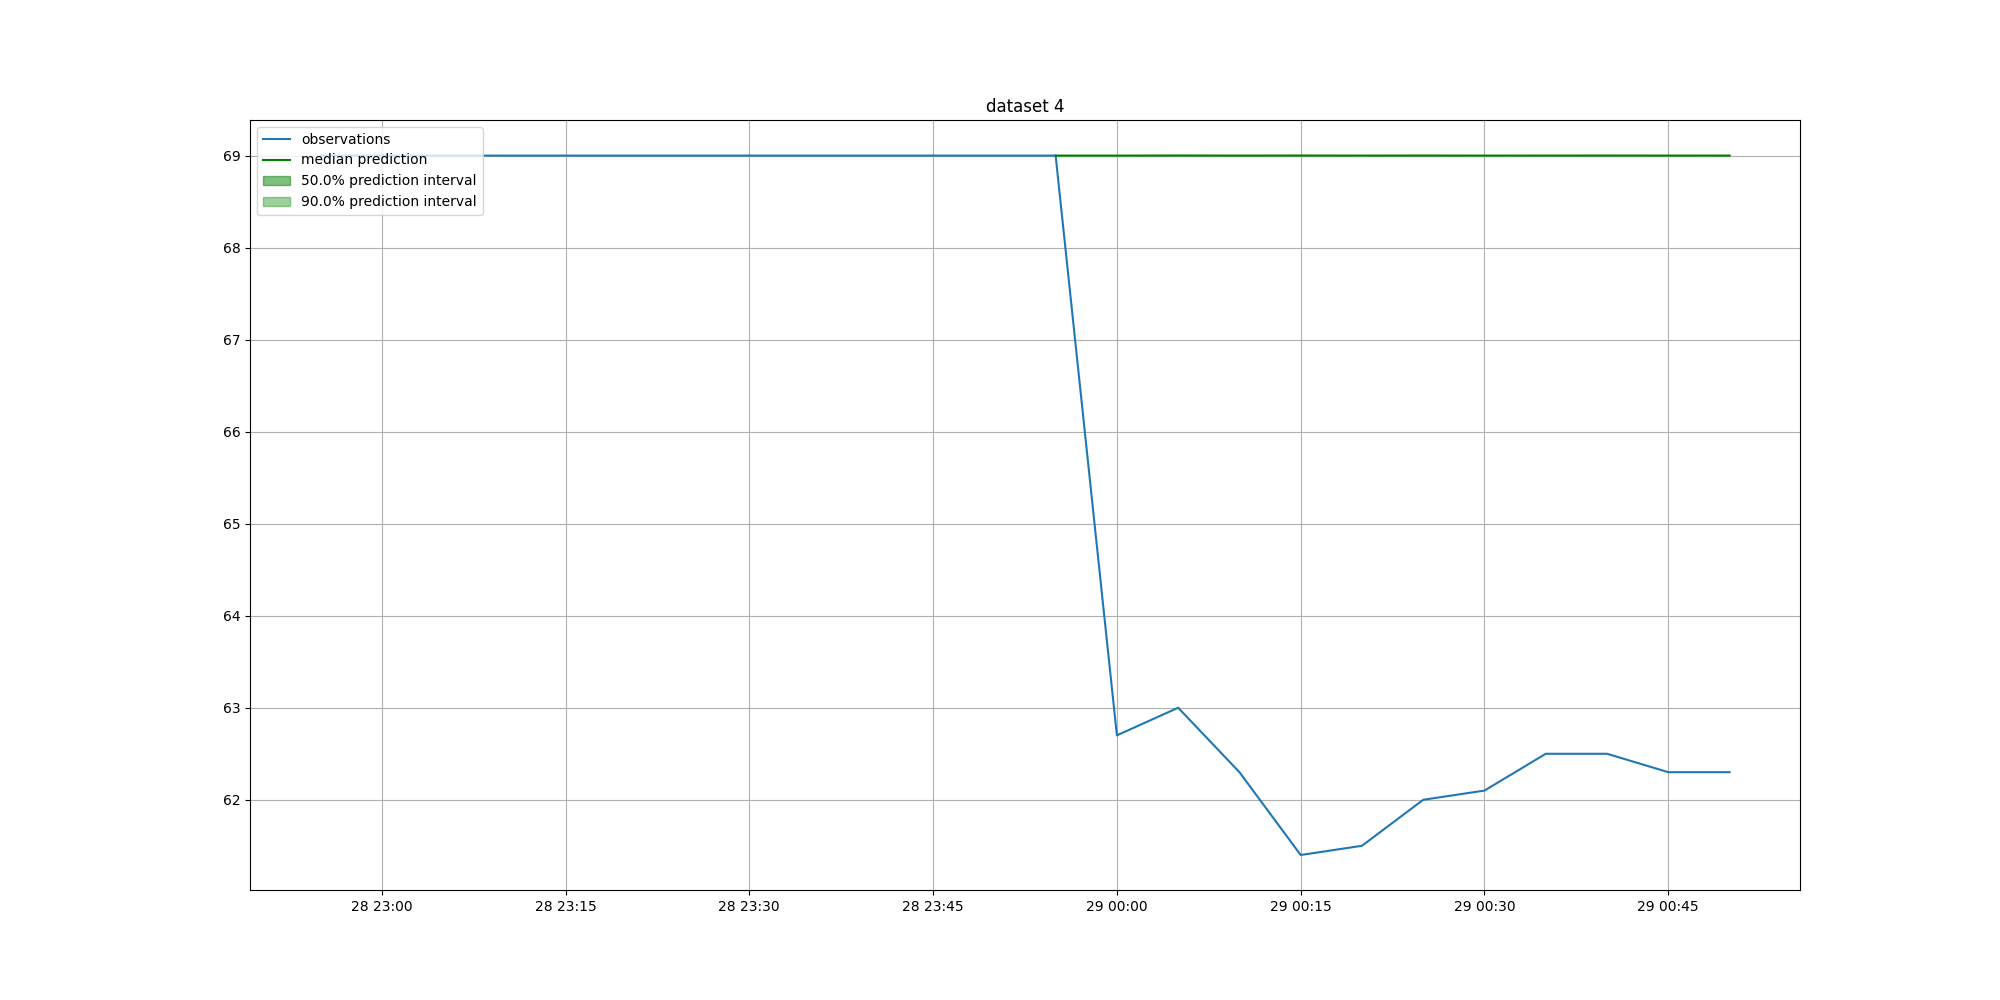 dataset 4
observations
median prediction
50.0% prediction interval
90.0% prediction interval
69
68
67
66
65
64
63
62
28 23:00 28 23:15 28 23:30 28 23:45 29 00:00 29 00:15 29 00:30 29 00:45